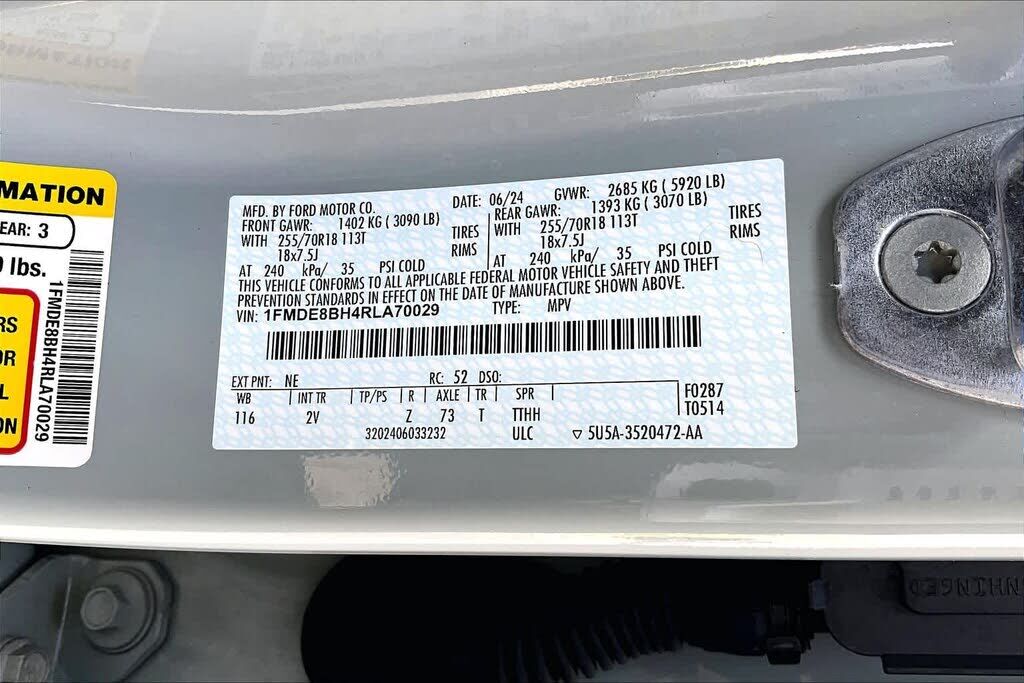 MATION
EAR: 3
lbs.
1FMDE8BH4RLA70029
RS
OR
L
ON
MFD. BY FORD MOTOR CO. DATE: 06/24 GVWR: 2685 KG ( 5920 LB)
FRONT GAWR: 1402 KG ( 3090 LB) REAR GAWR: 1393 KG ( 3070 LB)
WITH 255/70R18 113T TIRES WITH 255/70R18 113T TIRES
18x7.5J RIMS 18x7.5J RIMS
AT 240 kPa/ 35 PSI COLD AT 240 kPa/ 35 PSI COLD
THIS VEHICLE CONFORMS TO ALL APPLICABLE FEDERAL MOTOR VEHICLE SAFETY AND THEFT
PREVENTION STANDARDS IN EFFECT ON THE DATE OF MANUFACTURE SHOWN ABOVE.
VIN: 1FMDE8BH4RLA70029 TYPE: MPV
EXT PNT: NE RC: 52 DSO:
WB INT TR TP/PS R AXLE TR SPR F0287
116 2V Z 73 T TTHH T0514
3202406033232 ULC ▽ 5U5A-3520472-AA